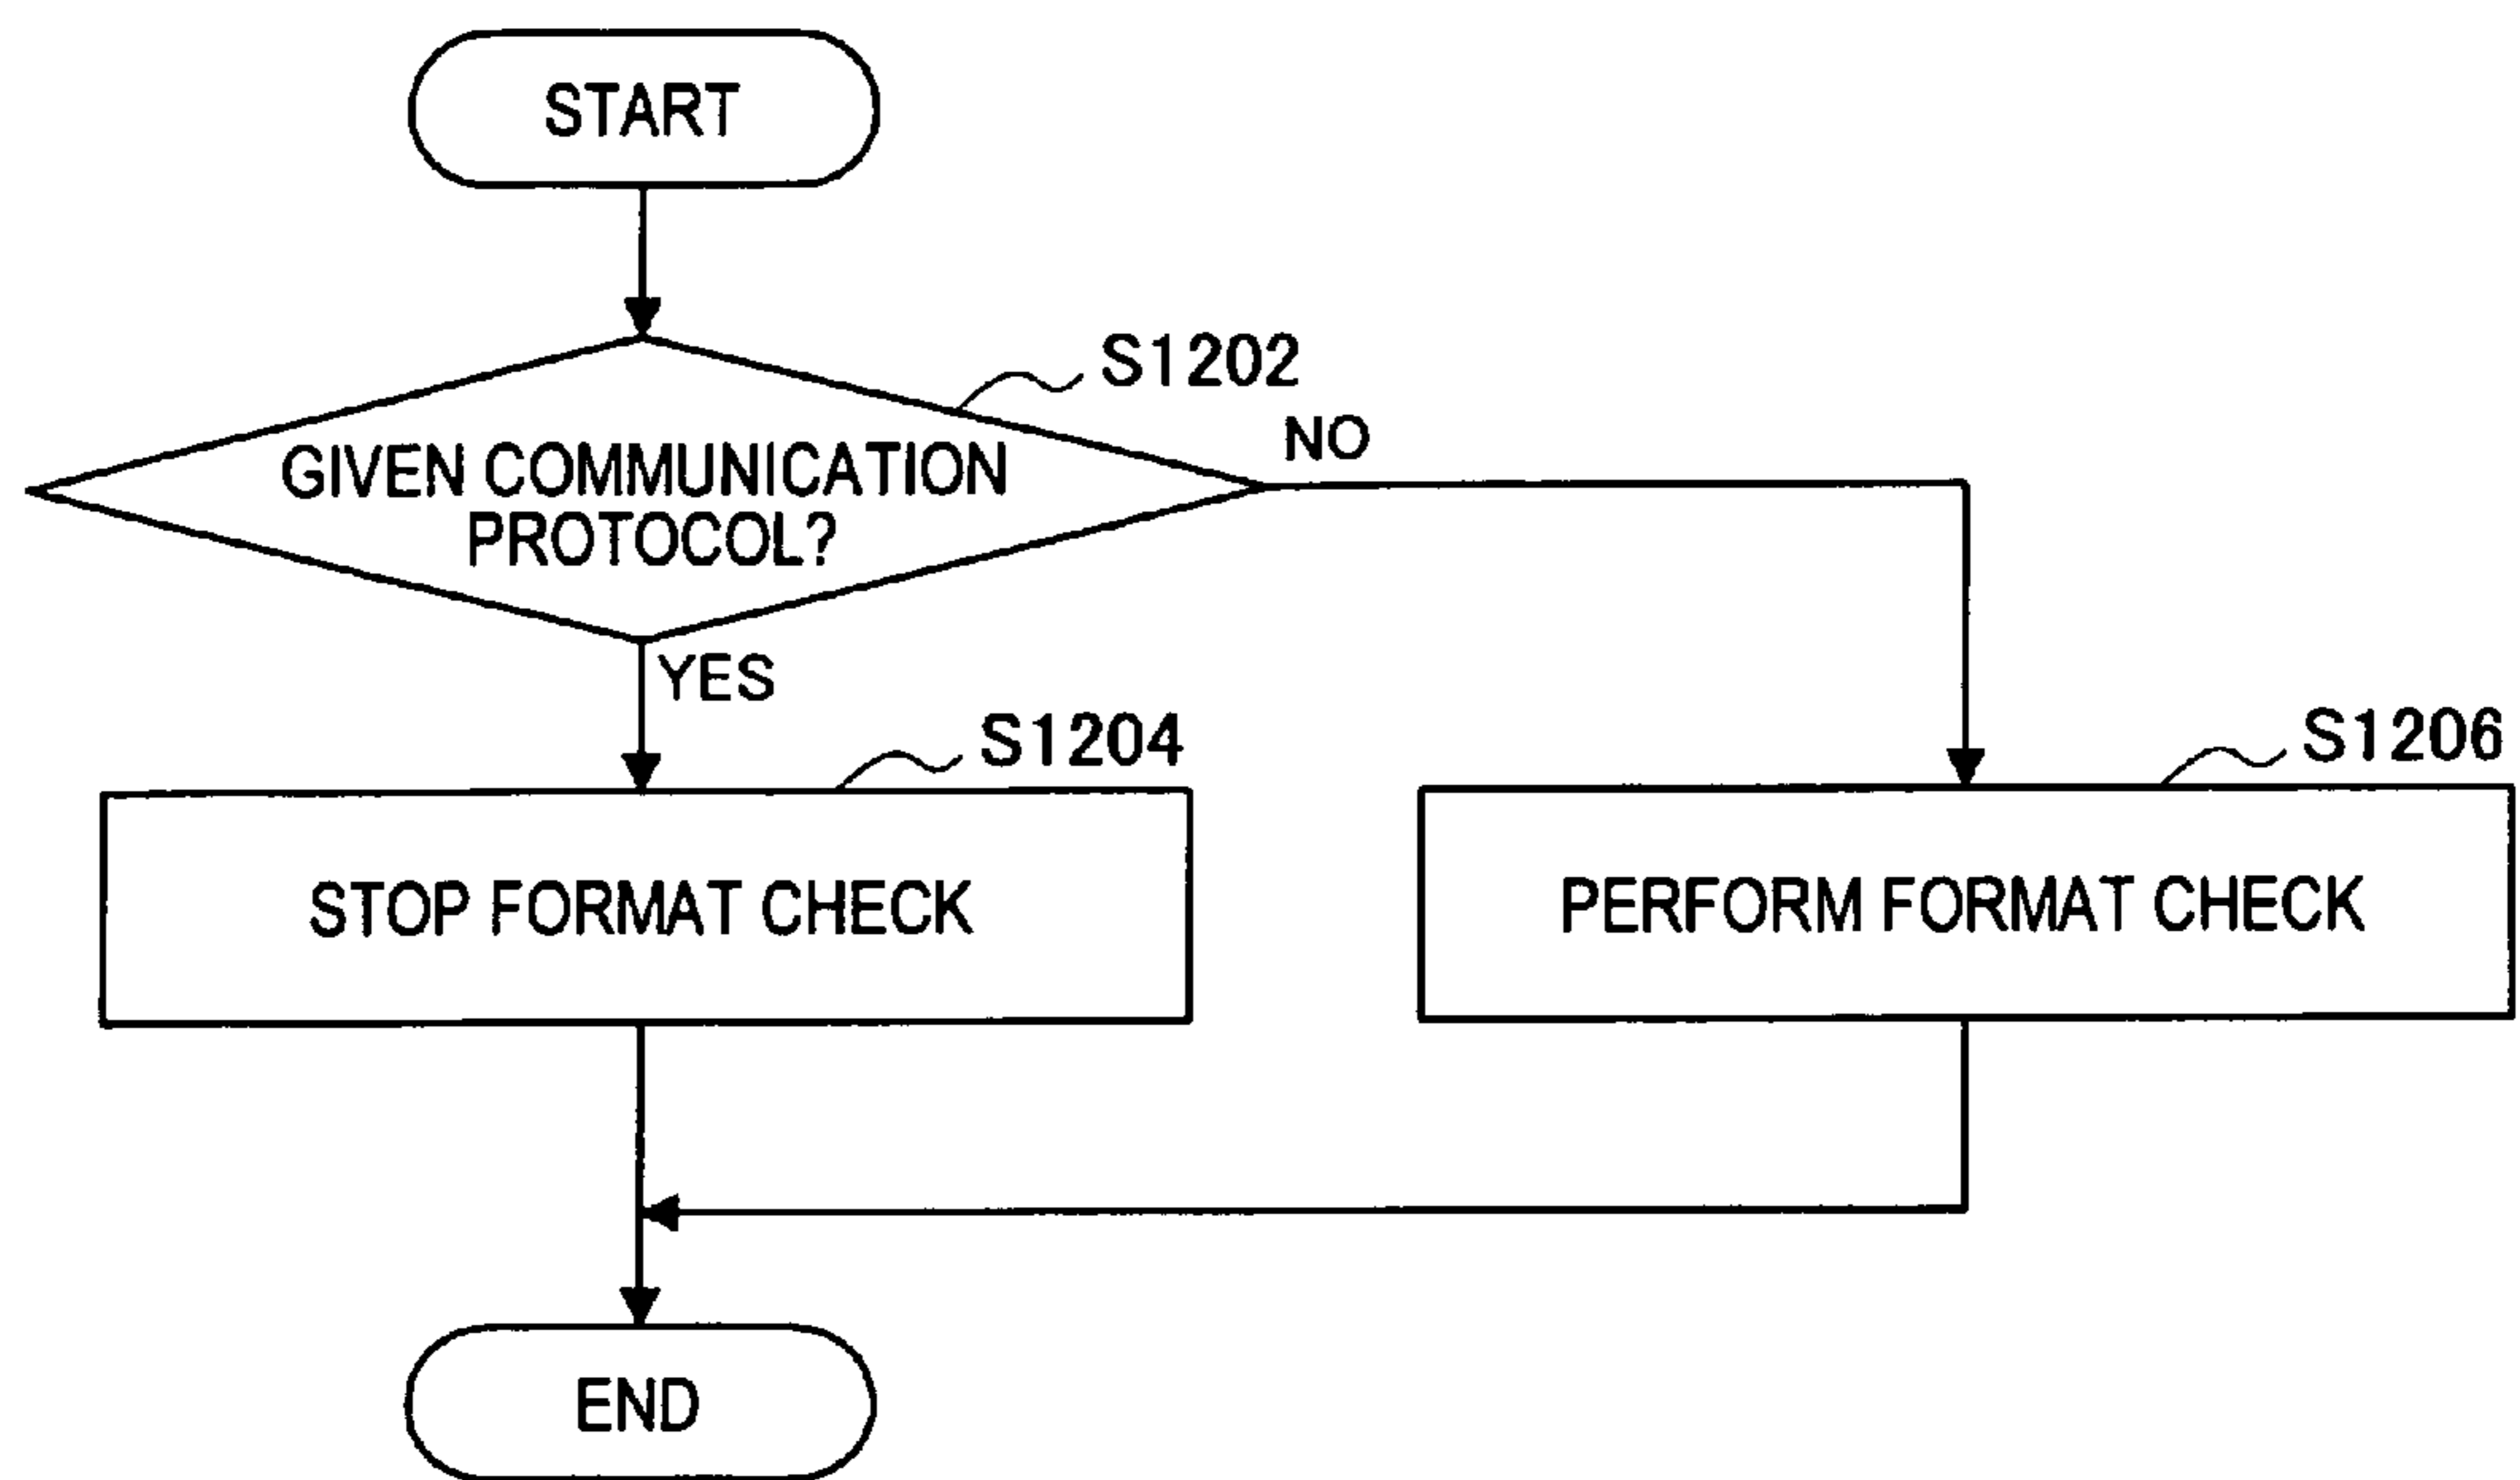 START
S1202
NO
GIVEN COMMUNICATION
PROTOCOL?
YES
S1204
S1206
STOP FORMAT CHECK
PERFORM FORMAT CHECK
END